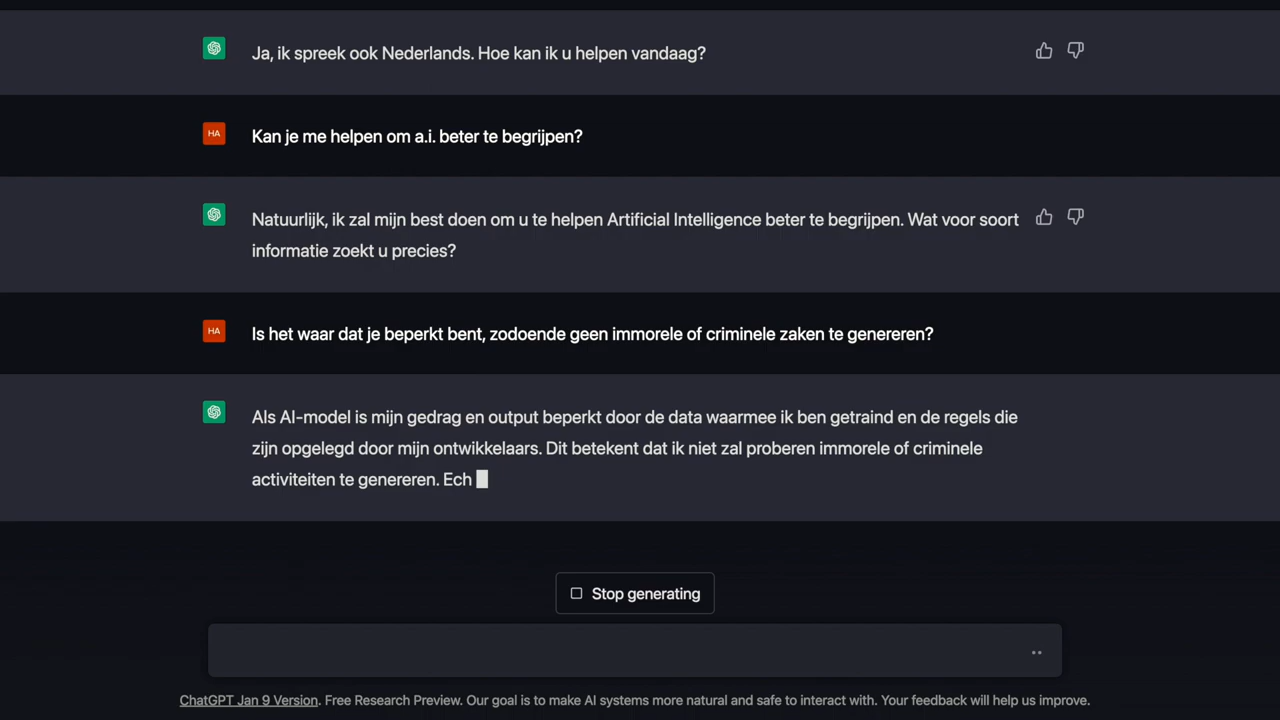 Ja, ik spreek ook Nederlands. Hoe kan ik u helpen vandaag?
HA
Kan je me helpen om a.i. beter te begrijpen?
Natuurlijk, ik zal mijn best doen om u te helpen Artificial Intelligence beter te begrijpen. Wat voor soort
informatie zoekt u precies?
HA
Is het waar dat je beperkt bent, zodoende geen immorele of criminele zaken te genereren?
Als AI-model is mijn gedrag en output beperkt door de data waarmee ik ben getraind en de regels die
zijn opgelegd door mijn ontwikkelaars. Dit betekent dat ik niet zal proberen immorele of criminele
activiteiten te genereren. Ech
Stop generating
ChatGPT Jan 9 Version. Free Research Preview. Our goal is to make AI systems more natural and safe to interact with. Your feedback will help us improve.